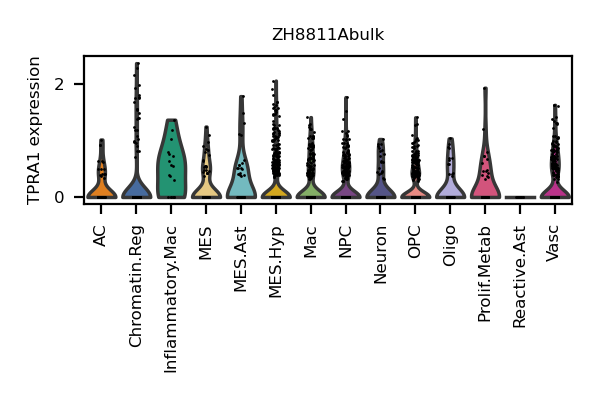 ZH8811Abulk
TPRA1 expression
2
0
AC
Chromatin.Reg
Inflammatory.Mac
MES
MES.Ast
MES.Hyp
Mac
NPC
Neuron
OPC
Oligo
Prolif.Metab
Reactive.Ast
Vasc